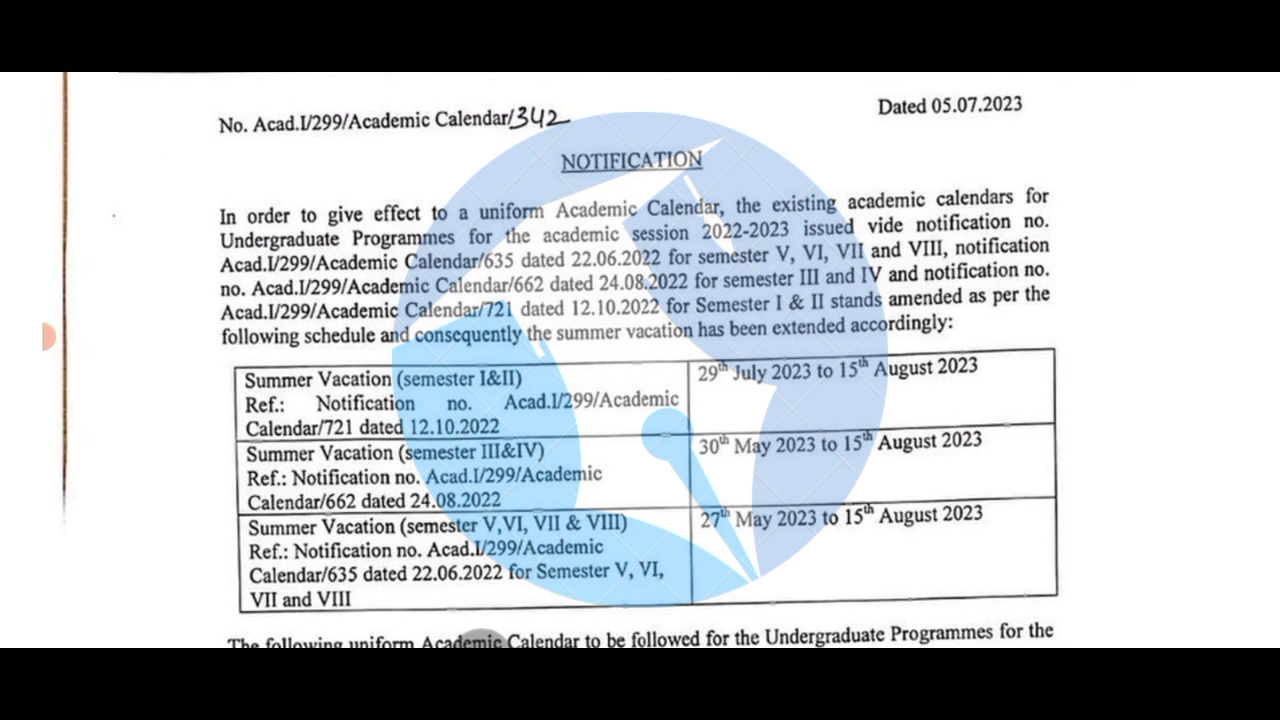 No. Acad.I/299/Academic Calendar/342
Dated 05.07.2023
NOTIFICATION
In order to give effect to a uniform Academic Calendar, the existing academic calendars for
Undergraduate Programmes for the academic session 2022-2023 issued vide notification no.
Acad.I/299/Academic Calendar/635 dated 22.06.2022 for semester V, VI, VII and VIII, notification
no. Acad.I/299/Academic Calendar/662 dated 24.08.2022 for semester III and IV and notification no.
Acad.I/299/Academic Calendar/721 dated 12.10.2022 for Semester I & II stands amended as per the
following schedule and consequently the summer vacation has been extended accordingly:
Summer Vacation (semester I&II)
Ref.: Notification no. Acad.I/299/Academic
Calendar/721 dated 12.10.2022
29th July 2023 to 15th August 2023
Summer Vacation (semester III&IV)
Ref.: Notification no. Acad.I/299/Academic
Calendar/662 dated 24.08.2022
30th May 2023 to 15th August 2023
Summer Vacation (semester V,VI, VII & VIII)
Ref.: Notification no. Acad.I/299/Academic
Calendar/635 dated 22.06.2022 for Semester V, VI,
VII and VIII
27th May 2023 to 15th August 2023
The following uniform Academic Calendar to be followed for the Undergraduate Programmes for the